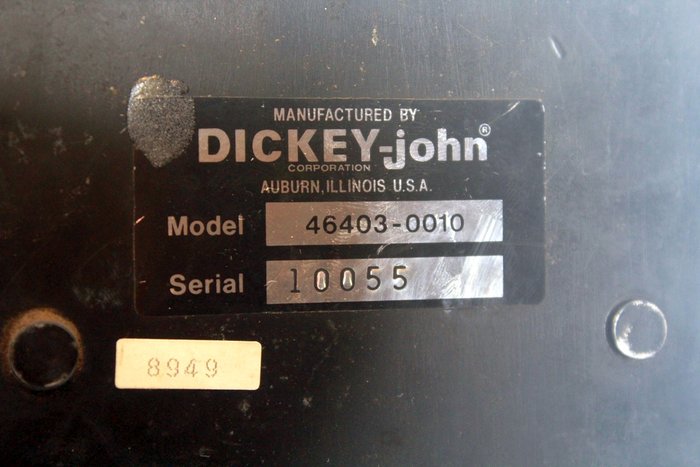 MANUFACTURED BY
DICKEY-john®
CORPORATION
AUBURN, ILLINOIS U.S.A.
Model 46403-0010
Serial 10055
8949